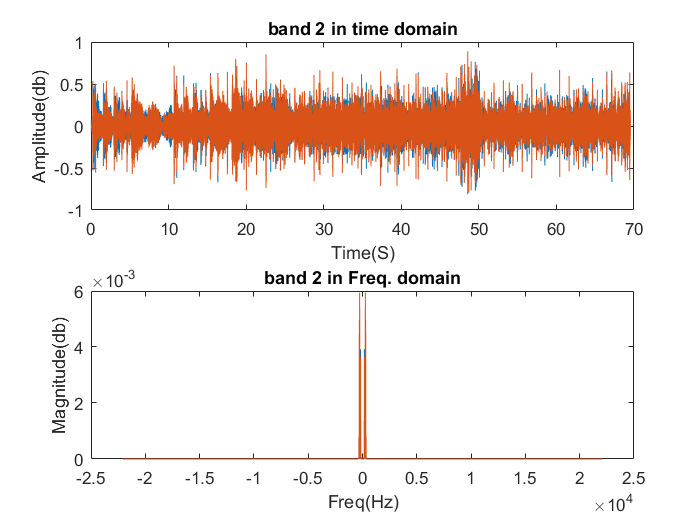 band 2 in time domain
1
0.5
0
-0.5
-1
Amplitude(db)
0 10 20 30 40 50 60 70
Time(S)
band 2 in Freq. domain
×10-3
6
4
2
0
Magnitude(db)
-2.5 -2 -1.5 -1 -0.5 0 0.5 1 1.5 2 2.5
Freq(Hz)
×104